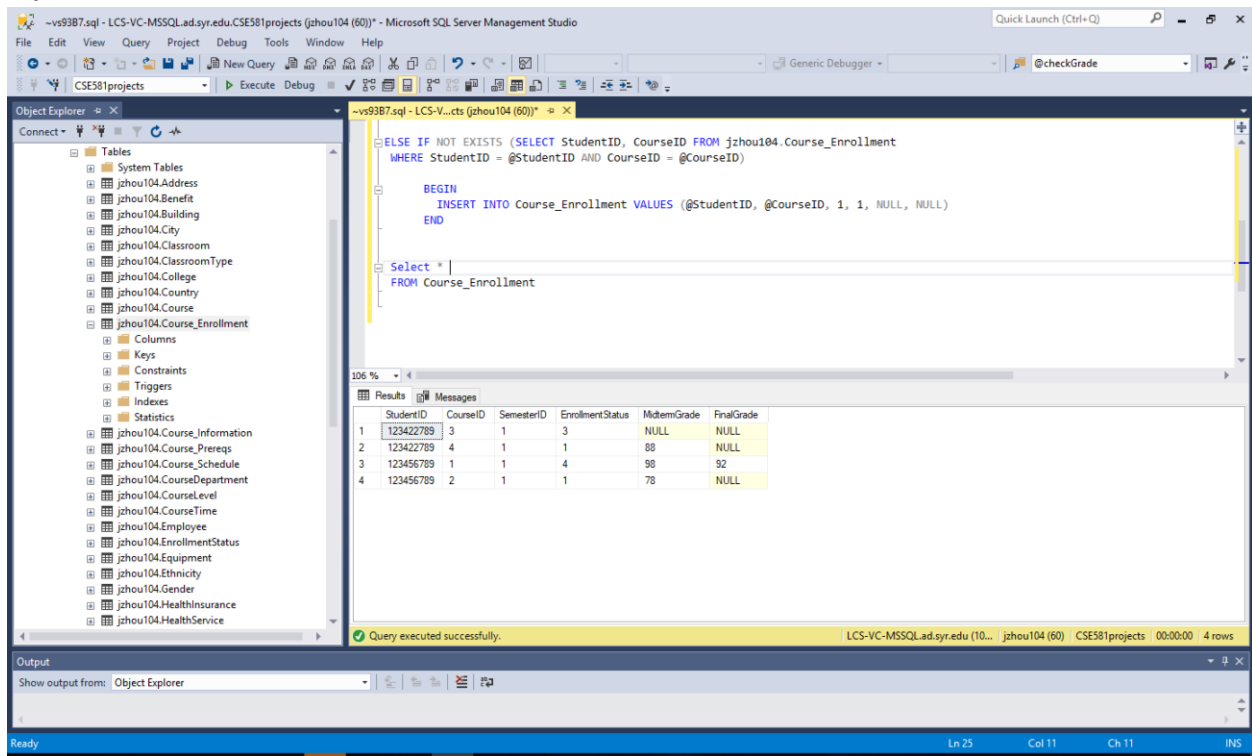 ~vs93B7.sql - LCS-VC-MSSQL.ad.syr.edu.CSE581projects (jzhou104 (60))* - Microsoft SQL Server Management Studio
Quick Launch (Ctrl+Q)
File Edit View Query Project Debug Tools Window Help
New Query
Generic Debugger
@checkGrade
CSE581projects
Execute Debug
Object Explorer
~vs93B7.sql - LCS-V...cts (jzhou104 (60))*
Connect
Tables
System Tables
jzhou104.Address
jzhou104.Benefit
jzhou104.Building
jzhou104.City
jzhou104.Classroom
jzhou104.ClassroomType
jzhou104.College
jzhou104.Country
jzhou104.Course
jzhou104.Course_Enrollment
Columns
Keys
Constraints
Triggers
Indexes
Statistics
jzhou104.Course_Information
jzhou104.Course_Prereqs
jzhou104.Course_Schedule
jzhou104.CourseDepartment
jzhou104.CourseLevel
jzhou104.CourseTime
jzhou104.Employee
jzhou104.EnrollmentStatus
jzhou104.Equipment
jzhou104.Ethnicity
jzhou104.Gender
jzhou104.HealthInsurance
jzhou104.HealthService
ELSE IF NOT EXISTS (SELECT StudentID, CourseID FROM jzhou104.Course_Enrollment
WHERE StudentID = @StudentID AND CourseID = @CourseID)
BEGIN
INSERT INTO Course_Enrollment VALUES (@StudentID, @CourseID, 1, 1, NULL, NULL)
END
Select *
FROM Course_Enrollment
106 %
Results Messages
StudentID CourseID SemesterID EnrollmentStatus MidtermGrade FinalGrade
1 123422789 3 1 3 NULL NULL
2 123422789 4 1 1 88 NULL
3 123456789 1 1 4 98 92
4 123456789 2 1 1 78 NULL
Query executed successfully.
LCS-VC-MSSQL.ad.syr.edu (10... jzhou104 (60) CSE581projects 00:00:00 4 rows
Output
Show output from: Object Explorer
Ready
Ln 25 Col 11 Ch 11 INS